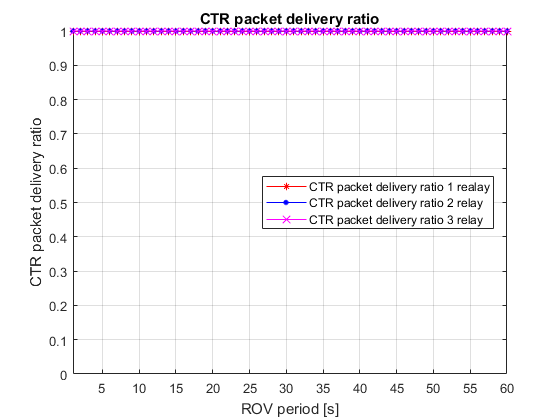 CTR packet delivery ratio
1
0.9
0.8
0.7
0.6
0.5
0.4
0.3
0.2
0.1
0
CTR packet delivery ratio
CTR packet delivery ratio 1 realay
CTR packet delivery ratio 2 relay
CTR packet delivery ratio 3 relay
5 10 15 20 25 30 35 40 45 50 55 60
ROV period [s]